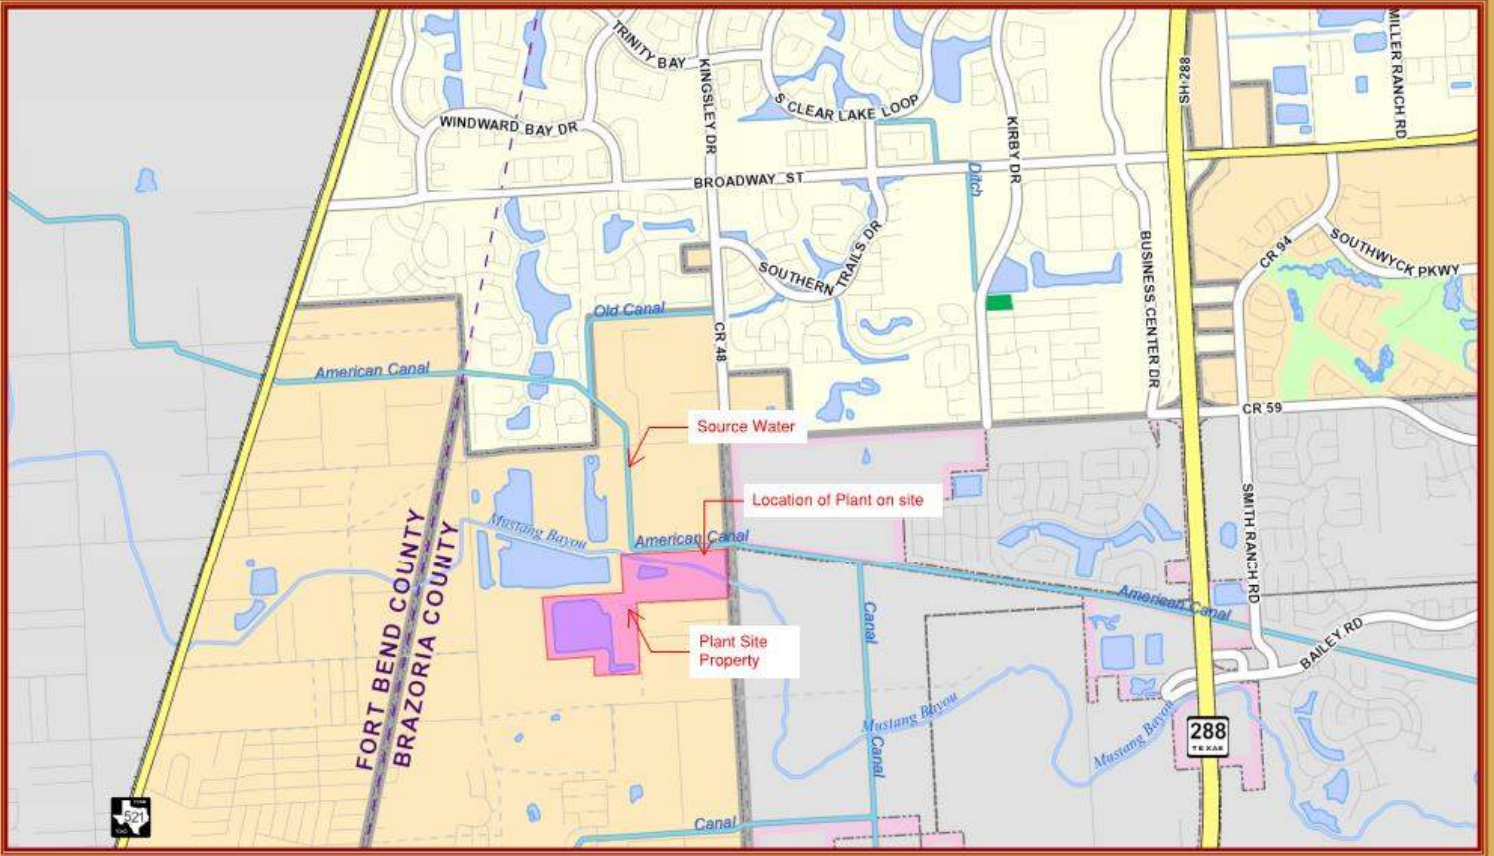 TRINITY BAY
KINGSLEY DR
S CLEAR LAKE LOOP
WINDWARD BAY DR
KIRBY DR
SH 288
MILLER RANCH RD
BROADWAY ST
Ditch
SOUTHERN TRAILS DR
BUSINESS CENTER DR
CR 94
SOUTHWYCK PKWY
Old Canal
CR 48
American Canal
CR 59
Source Water
Location of Plant on site
SMITH RANCH RD
Mustang Bayou
American Canal
FORT BEND COUNTY
BRAZORIA COUNTY
American Canal
Canal
Plant Site
Property
BAILEY RD
Mustang Bayou
Mustang Bayou
Canal
288
TEXAS
521
Canal